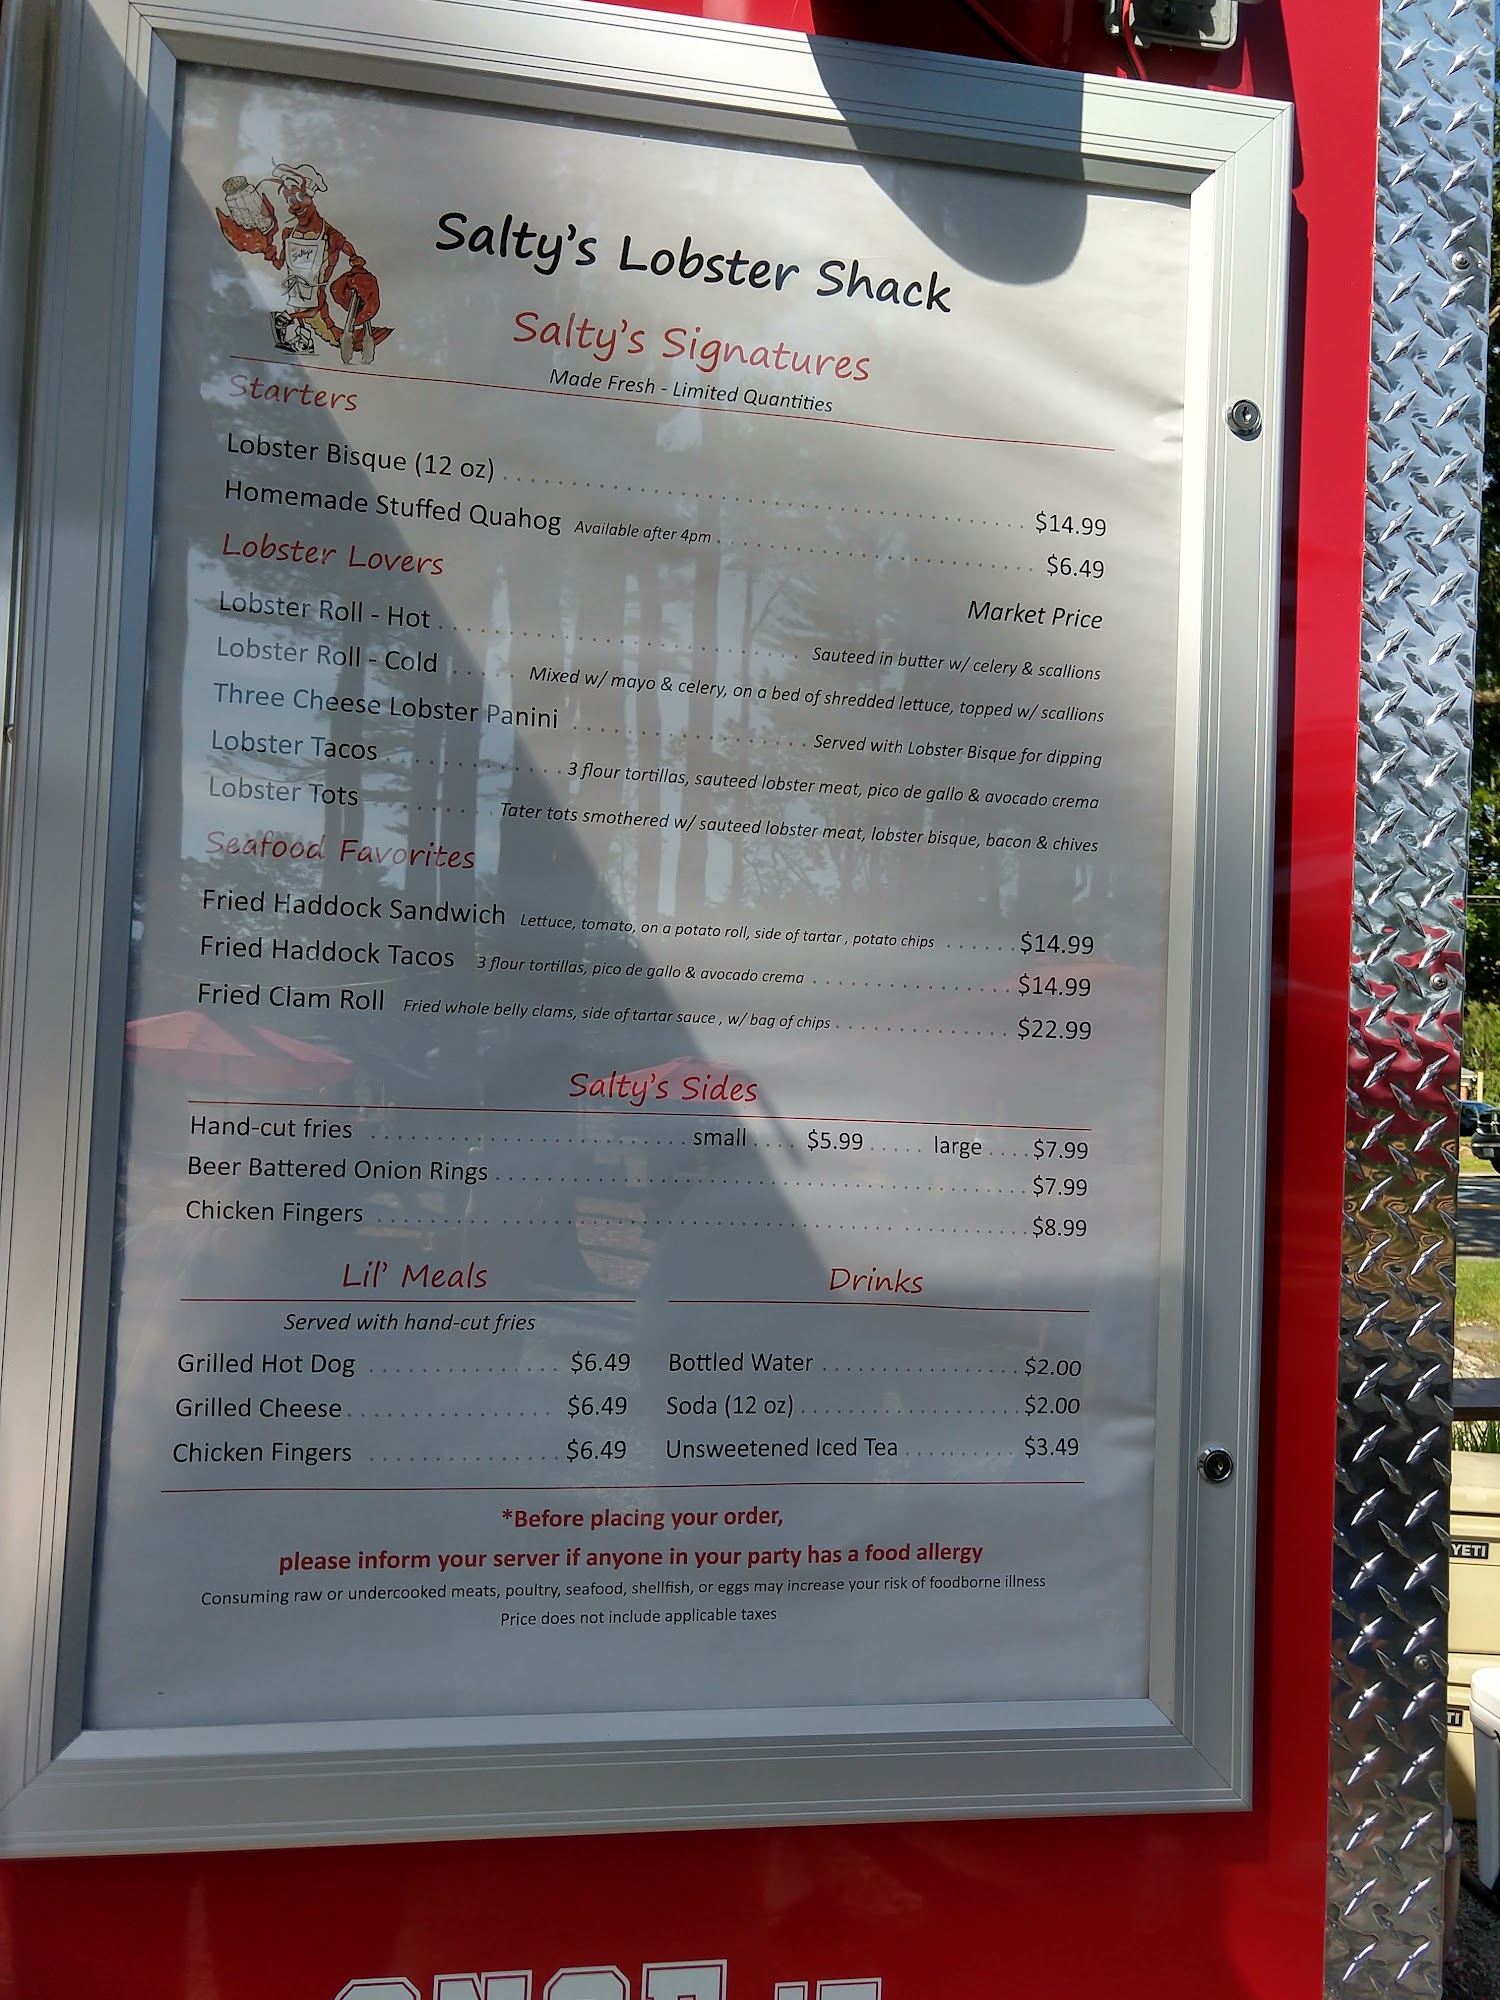 Salty's
Salty's Lobster Shack
Salty's Signatures
Made Fresh - Limited Quantities
Starters
Lobster Bisque (12 oz) $14.99
Homemade Stuffed Quahog Available after 4pm $6.49
Lobster Lovers
Market Price
Lobster Roll - Hot Sauteed in butter w/ celery & scallions
Lobster Roll - Cold Mixed w/ mayo & celery, on a bed of shredded lettuce, topped w/ scallions
Three Cheese Lobster Panini Served with Lobster Bisque for dipping
Lobster Tacos 3 flour tortillas, sauteed lobster meat, pico de gallo & avocado crema
Lobster Tots Tater tots smothered w/ sauteed lobster meat, lobster bisque, bacon & chives
Seafood Favorites
Fried Haddock Sandwich Lettuce, tomato, on a potato roll, side of tartar , potato chips $14.99
Fried Haddock Tacos 3 flour tortillas, pico de gallo & avocado crema $14.99
Fried Clam Roll Fried whole belly clams, side of tartar sauce , w/ bag of chips $22.99
Salty's Sides
Hand-cut fries small $5.99 large $7.99
Beer Battered Onion Rings $7.99
Chicken Fingers $8.99
Lil' Meals
Served with hand-cut fries
Grilled Hot Dog $6.49
Grilled Cheese $6.49
Chicken Fingers $6.49
Drinks
Bottled Water $2.00
Soda (12 oz) $2.00
Unsweetened Iced Tea $3.49
*Before placing your order,
please inform your server if anyone in your party has a food allergy
Consuming raw or undercooked meats, poultry, seafood, shellfish, or eggs may increase your risk of foodborne illness
Price does not include applicable taxes
YETI